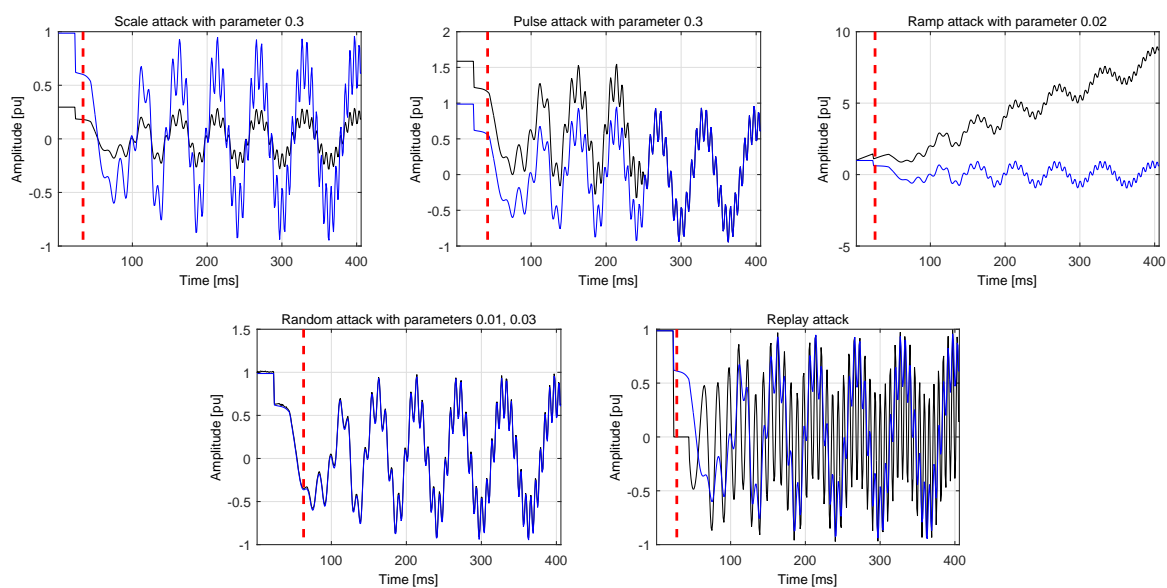 Scale attack with parameter 0.3
1
0.5
0
-0.5
-1
Amplitude [pu]
100 200 300 400
Time [ms]
Pulse attack with parameter 0.3
2
1.5
1
0.5
0
-0.5
-1
Amplitude [pu]
100 200 300 400
Time [ms]
Ramp attack with parameter 0.02
10
5
0
-5
Amplitude [pu]
100 200 300 400
Time [ms]
Random attack with parameters 0.01, 0.03
1.5
1
0.5
0
-0.5
-1
Amplitude [pu]
100 200 300 400
Time [ms]
Replay attack
1
0.5
0
-0.5
-1
Amplitude [pu]
100 200 300 400
Time [ms]